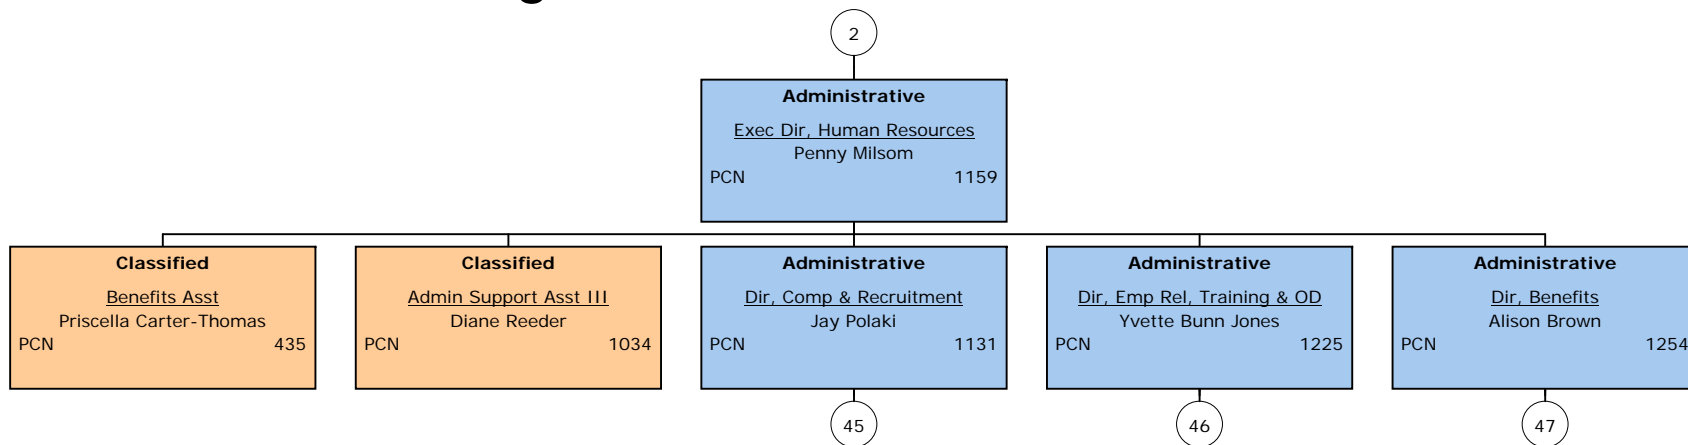 2
Administrative
Exec Dir, Human Resources
Penny Milsom
PCN 1159
Classified
Benefits Asst
Priscella Carter-Thomas
PCN 435
Classified
Admin Support Asst III
Diane Reeder
PCN 1034
Administrative
Dir, Comp & Recruitment
Jay Polaki
PCN 1131
Administrative
Dir, Emp Rel, Training & OD
Yvette Bunn Jones
PCN 1225
Administrative
Dir, Benefits
Alison Brown
PCN 1254
45
46
47